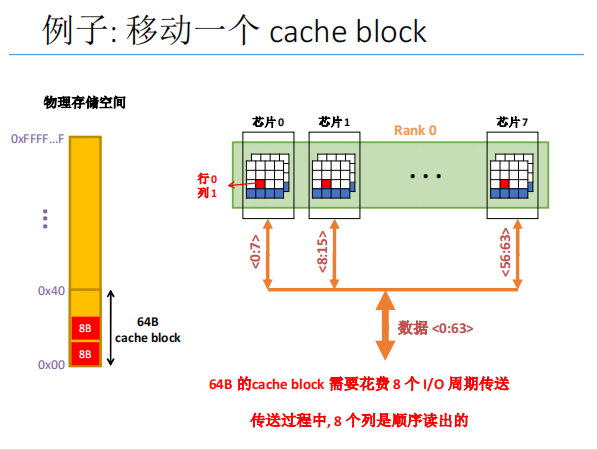 例子: 移动一个 cache block
物理存储空间
0xFFFF...F
0x40
0x00
8B
8B
64B
cache block
芯片 0
芯片 1
Rank 0
芯片 7
行 0
列 1
<0:7>
<8:15>
<56:63>
数据 <0:63>
64B 的cache block 需要花费 8 个 I/O 周期传送
传送过程中, 8 个列是顺序读出的